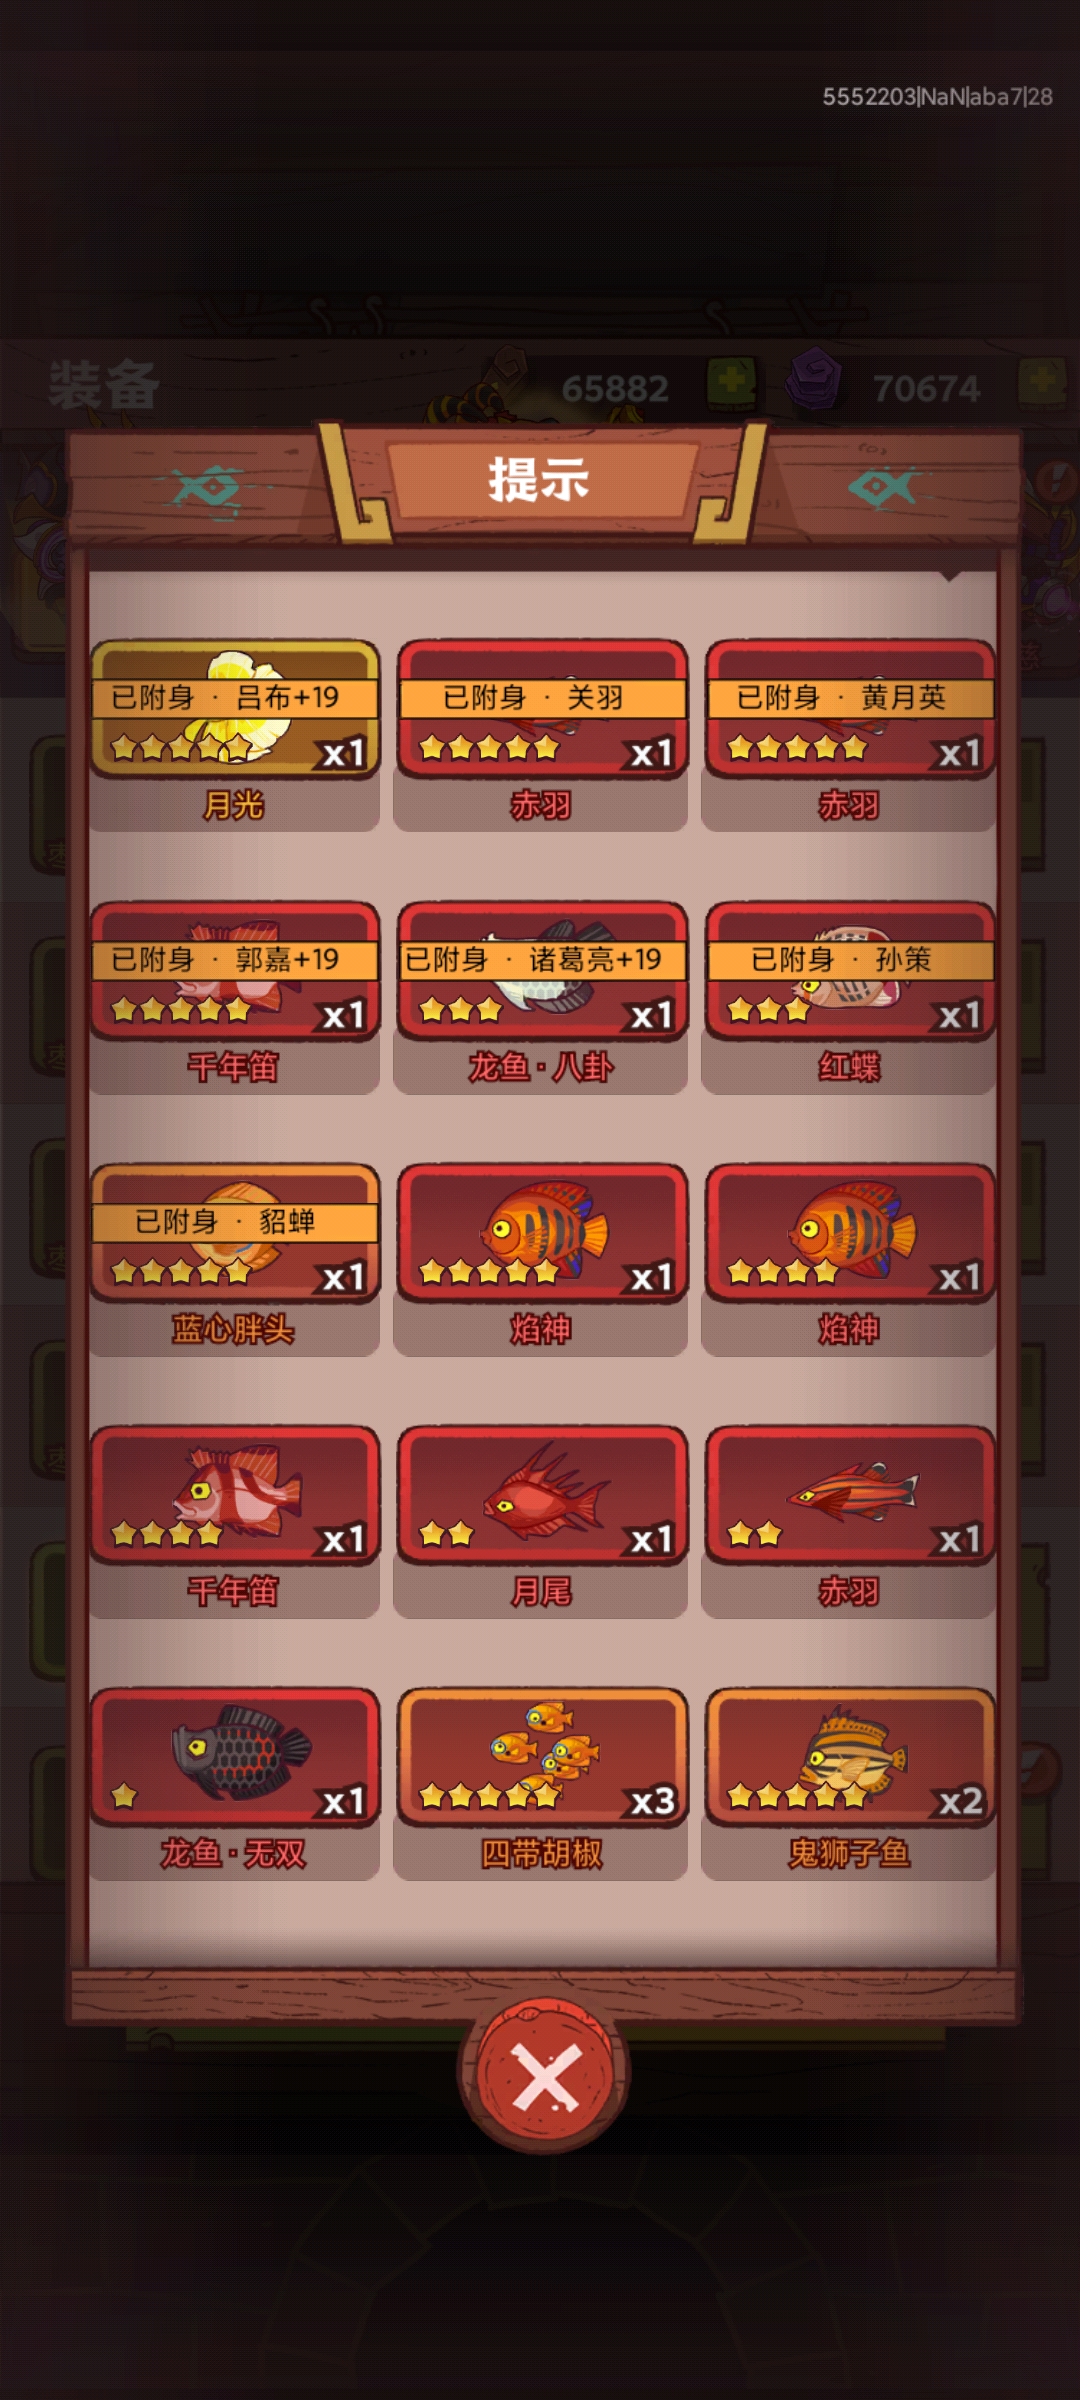 5552203|NaN|aba7|28
装备
65882
70674
提示
已附身 · 吕布+19
x1
月光
已附身 · 关羽
x1
赤羽
已附身 · 黄月英
x1
赤羽
已附身 · 郭嘉+19
x1
千年笛
已附身 · 诸葛亮+19
x1
龙鱼·八卦
已附身 · 孙策
x1
红蝶
已附身 · 貂蝉
x1
蓝心胖头
x1
焰神
x1
焰神
x1
千年笛
x1
月尾
x1
赤羽
x1
龙鱼·无双
x3
四带胡椒
x2
鬼狮子鱼